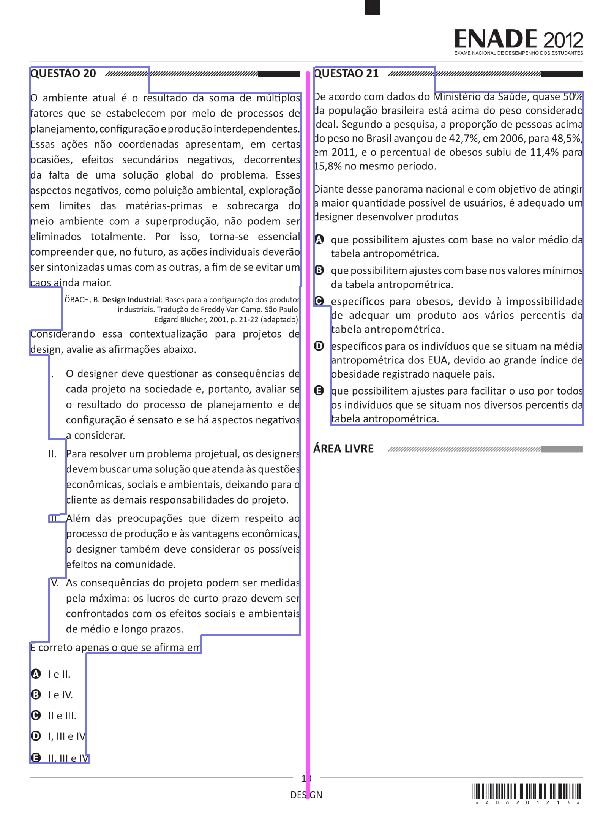 ENADE 2012
EXAME NACIONAL DE DESEMPENHO DOS ESTUDANTES
QUESTÃO 20
O ambiente atual é o resultado da soma de múltiplos
fatores que se estabelecem por meio de processos de
planejamento, configuração e produção interdependentes.
Essas ações não coordenadas apresentam, em certas
ocasiões, efeitos secundários negativos, decorrentes
da falta de uma solução global do problema. Esses
aspectos negativos, como poluição ambiental, exploração
sem limites das matérias-primas e sobrecarga do
meio ambiente com a superprodução, não podem ser
eliminados totalmente. Por isso, torna-se essencial
compreender que, no futuro, as ações individuais deverão
ser sintonizadas umas com as outras, a fim de se evitar um
caos ainda maior.
LÖBACH, B. Design Industrial: Bases para a configuração dos produtos
industriais. Tradução de Freddy Van Camp. São Paulo:
Edgard Blücher, 2001, p. 21-22 (adaptado).
Considerando essa contextualização para projetos de
design, avalie as afirmações abaixo.
I. O designer deve questionar as consequências de
cada projeto na sociedade e, portanto, avaliar se
o resultado do processo de planejamento e de
configuração é sensato e se há aspectos negativos
a considerar.
II. Para resolver um problema projetual, os designers
devem buscar uma solução que atenda às questões
econômicas, sociais e ambientais, deixando para o
cliente as demais responsabilidades do projeto.
III. Além das preocupações que dizem respeito ao
processo de produção e às vantagens econômicas,
o designer também deve considerar os possíveis
efeitos na comunidade.
IV. As consequências do projeto podem ser medidas
pela máxima: os lucros de curto prazo devem ser
confrontados com os efeitos sociais e ambientais
de médio e longo prazos.
É correto apenas o que se afirma em
A I e II.
B I e IV.
C II e III.
D I, III e IV.
E II, III e IV.
QUESTÃO 21
De acordo com dados do Ministério da Saúde, quase 50%
da população brasileira está acima do peso considerado
ideal. Segundo a pesquisa, a proporção de pessoas acima
do peso no Brasil avançou de 42,7%, em 2006, para 48,5%,
em 2011, e o percentual de obesos subiu de 11,4% para
15,8% no mesmo período.
Diante desse panorama nacional e com objetivo de atingir
a maior quantidade possível de usuários, é adequado um
designer desenvolver produtos
A que possibilitem ajustes com base no valor médio da
tabela antropométrica.
B que possibilitem ajustes com base nos valores mínimos
da tabela antropométrica.
C específicos para obesos, devido à impossibilidade
de adequar um produto aos vários percentis da
tabela antropométrica.
D específicos para os indivíduos que se situam na média
antropométrica dos EUA, devido ao grande índice de
obesidade registrado naquele país.
E que possibilitem ajustes para facilitar o uso por todos
os indivíduos que se situam nos diversos percentis da
tabela antropométrica.
ÁREA LIVRE
DESIGN